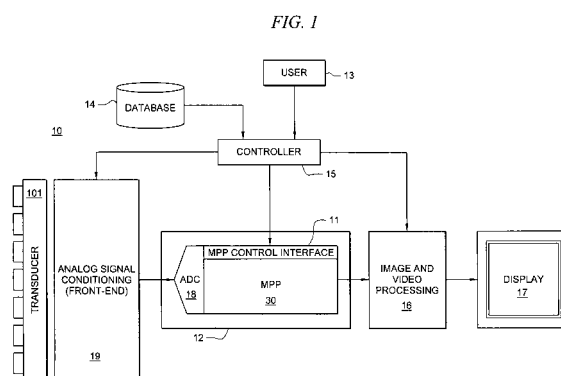 FIG. 1
USER
13
14
DATABASE
10
CONTROLLER
15
101
TRANSDUCER
ANALOG SIGNAL
CONDITIONING
(FRONT-END)
19
11
MPP CONTROL INTERFACE
ADC
18
MPP
30
12
IMAGE AND
VIDEO
PROCESSING
16
DISPLAY
17